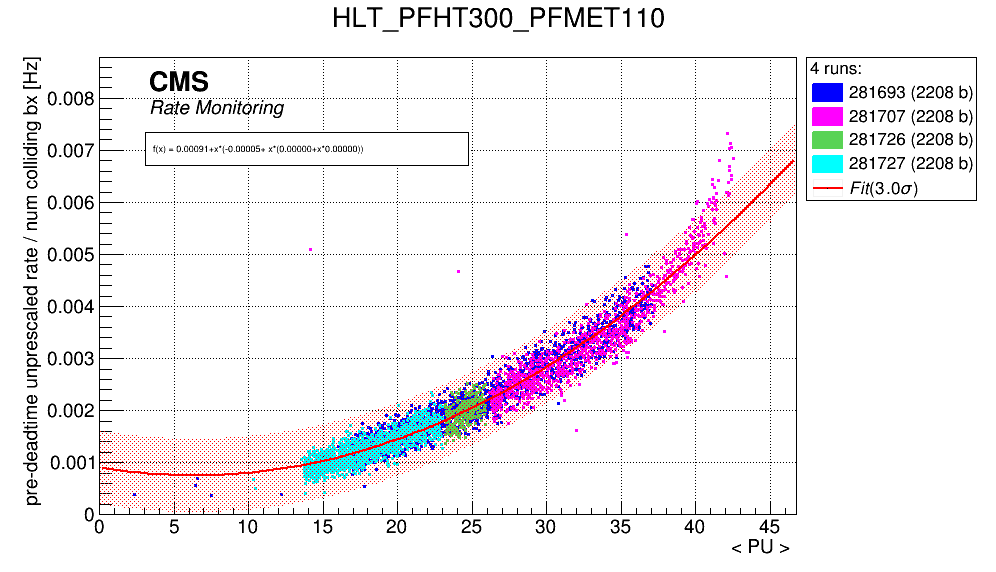 HLT_PFHT300_PFMET110
pre-deadtime unprescaled rate / num colliding bx [Hz]
CMS
Rate Monitoring
f(x) = 0.00091+x*(-0.00005+ x*(0.00000+x*0.00000))
0.008
0.007
0.006
0.005
0.004
0.003
0.002
0.001
0
0 5 10 15 20 25 30 35 40 45
< PU >
4 runs:
281693 (2208 b)
281707 (2208 b)
281726 (2208 b)
281727 (2208 b)
Fit(3.0σ)